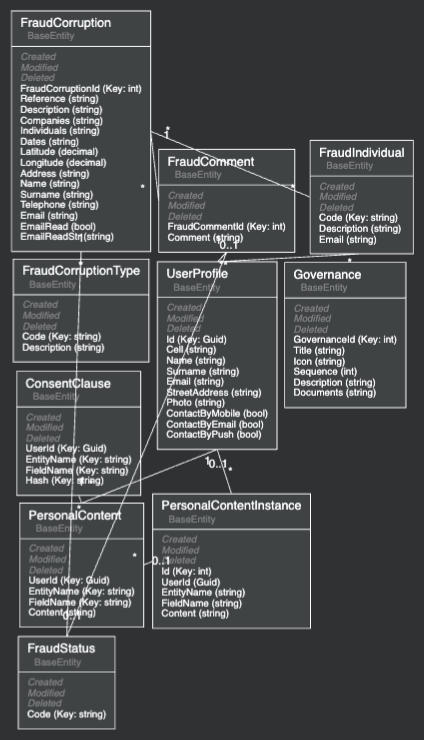 FraudCorruption
BaseEntity
Created
Modified
Deleted
FraudCorruptionId (Key: int)
Reference (string)
Description (string)
Companies (string)
Individuals (string)
Dates (string)
Latitude (decimal)
Longitude (decimal)
Address (string)
Name (string)
Surname (string)
Telephone (string)
Email (string)
EmailRead (bool)
EmailReadStr(string)
*
1
*
FraudComment
BaseEntity
Created
Modified
Deleted
FraudCommentId (Key: int)
Comment (string)
*
0..1
FraudIndividual
BaseEntity
Created
Modified
Deleted
Code (Key: string)
Description (string)
Email (string)
*
FraudCorruptionType
BaseEntity
Created
Modified
Deleted
Code (Key: string)
Description (string)
*
UserProfile
BaseEntity
Created
Modified
Deleted
Id (Key: Guid)
Cell (string)
Name (string)
Surname (string)
Email (string)
StreetAddress (string)
Photo (string)
ContactByMobile (bool)
ContactByEmail (bool)
ContactByPush (bool)
Governance
BaseEntity
Created
Modified
Deleted
GovernanceId (Key: int)
Title (string)
Icon (string)
Sequence (int)
Description (string)
Documents (string)
ConsentClause
BaseEntity
Created
Modified
Deleted
UserId (Key: Guid)
EntityName (Key: string)
FieldName (Key: string)
Hash (Key: string)
1
0..1
*
*
PersonalContent
BaseEntity
Created
Modified
Deleted
UserId (Key: Guid)
EntityName (Key: string)
FieldName (Key: string)
Content (string)
*
0..1
0..1
PersonalContentInstance
BaseEntity
Created
Modified
Deleted
Id (Key: int)
UserId (Guid)
EntityName (string)
FieldName (string)
Content (string)
FraudStatus
BaseEntity
Created
Modified
Deleted
Code (Key: string)